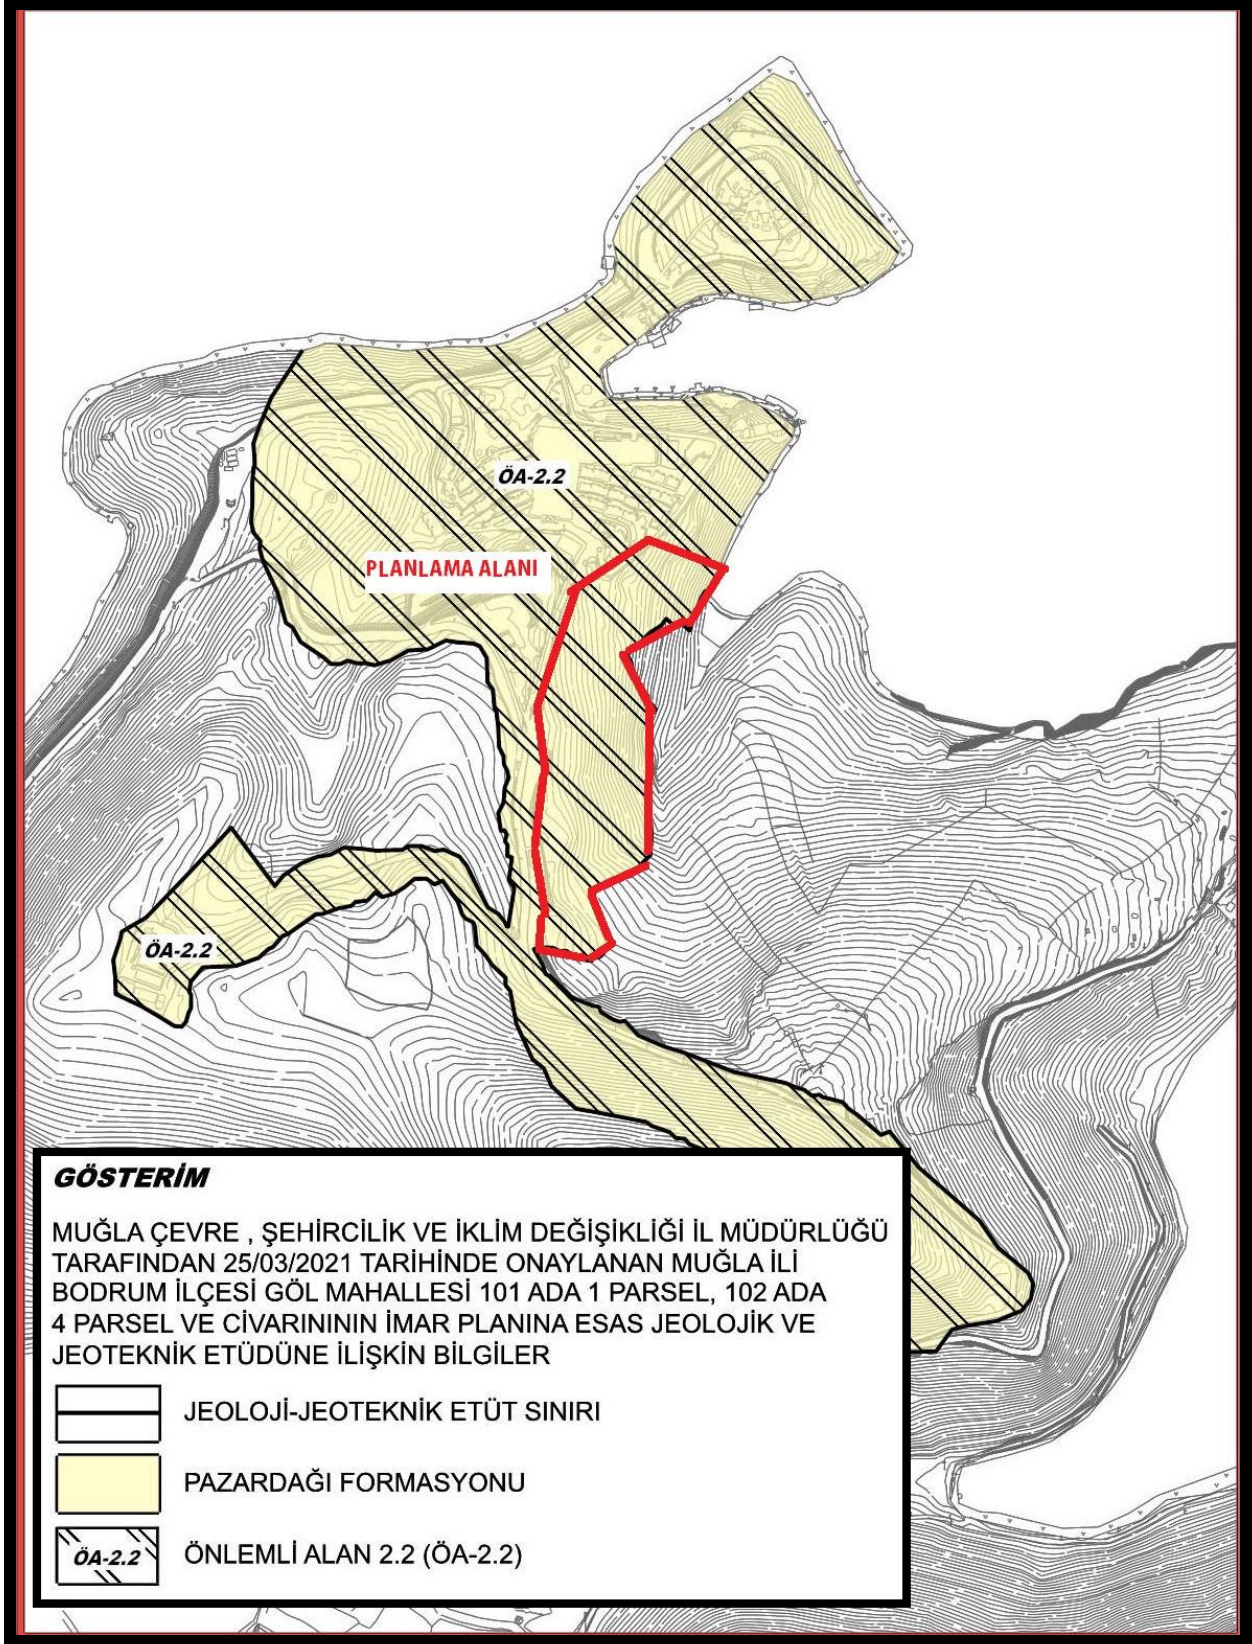 ÖA-2.2
PLANLAMA ALANI
ÖA-2.2
GÖSTERİM
MUĞLA ÇEVRE , ŞEHİRCİLİK VE İKLİM DEĞİŞİKLİĞİ İL MÜDÜRLÜĞÜ
TARAFINDAN 25/03/2021 TARİHİNDE ONAYLANAN MUĞLA İLİ
BODRUM İLÇESİ GÖL MAHALLESİ 101 ADA 1 PARSEL, 102 ADA
4 PARSEL VE CİVARINININ İMAR PLANINA ESAS JEOLOJİK VE
JEOTEKNİK ETÜDÜNE İLİŞKİN BİLGİLER
JEOLOJİ-JEOTEKNİK ETÜT SINIRI
PAZARDAĞI FORMASYONU
ÖA-2.2 ÖNLEMLİ ALAN 2.2 (ÖA-2.2)